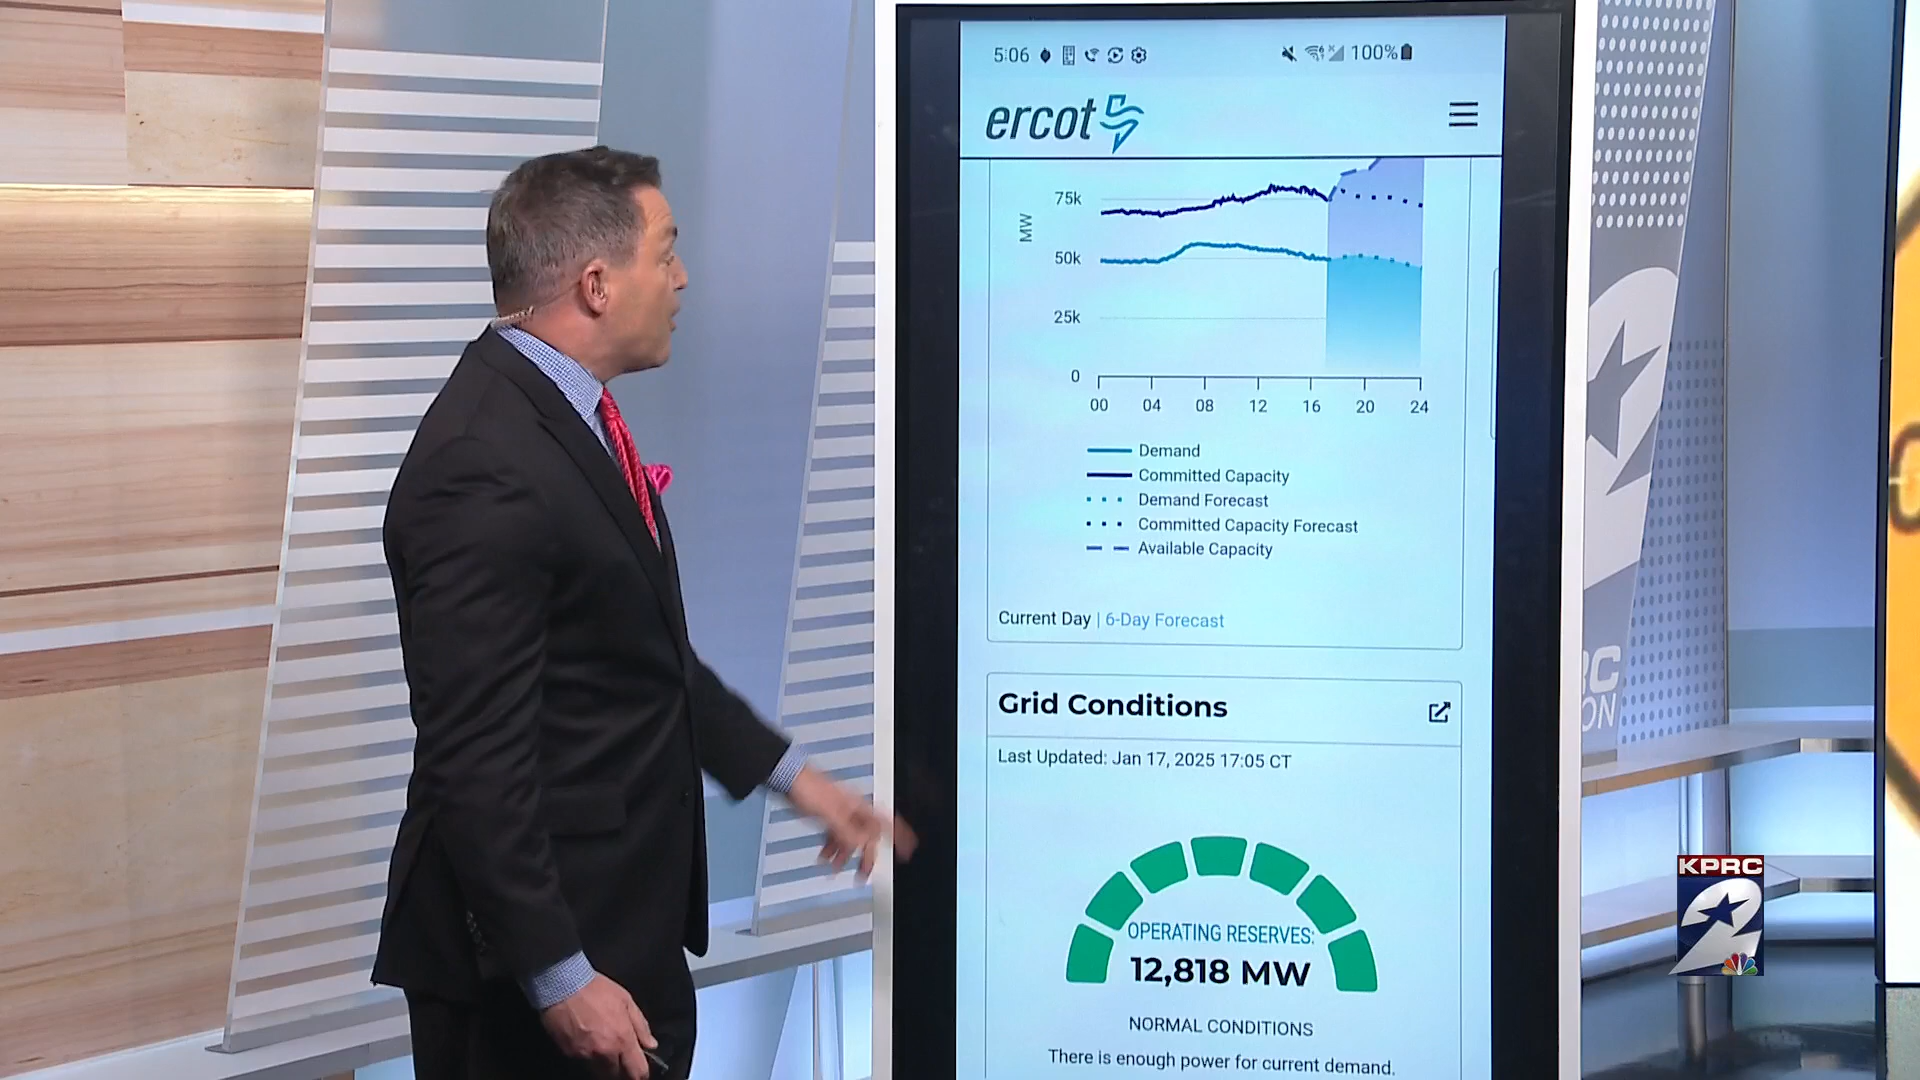 5:06
100%
ercot
75k
MW
50k
25k
0
00 04 08 12 16 20 24
Demand
Committed Capacity
Demand Forecast
Committed Capacity Forecast
Available Capacity
Current Day | 6-Day Forecast
Grid Conditions
Last Updated: Jan 17, 2025 17:05 CT
OPERATING RESERVES:
12,818 MW
NORMAL CONDITIONS
There is enough power for current demand.
KPRC
2